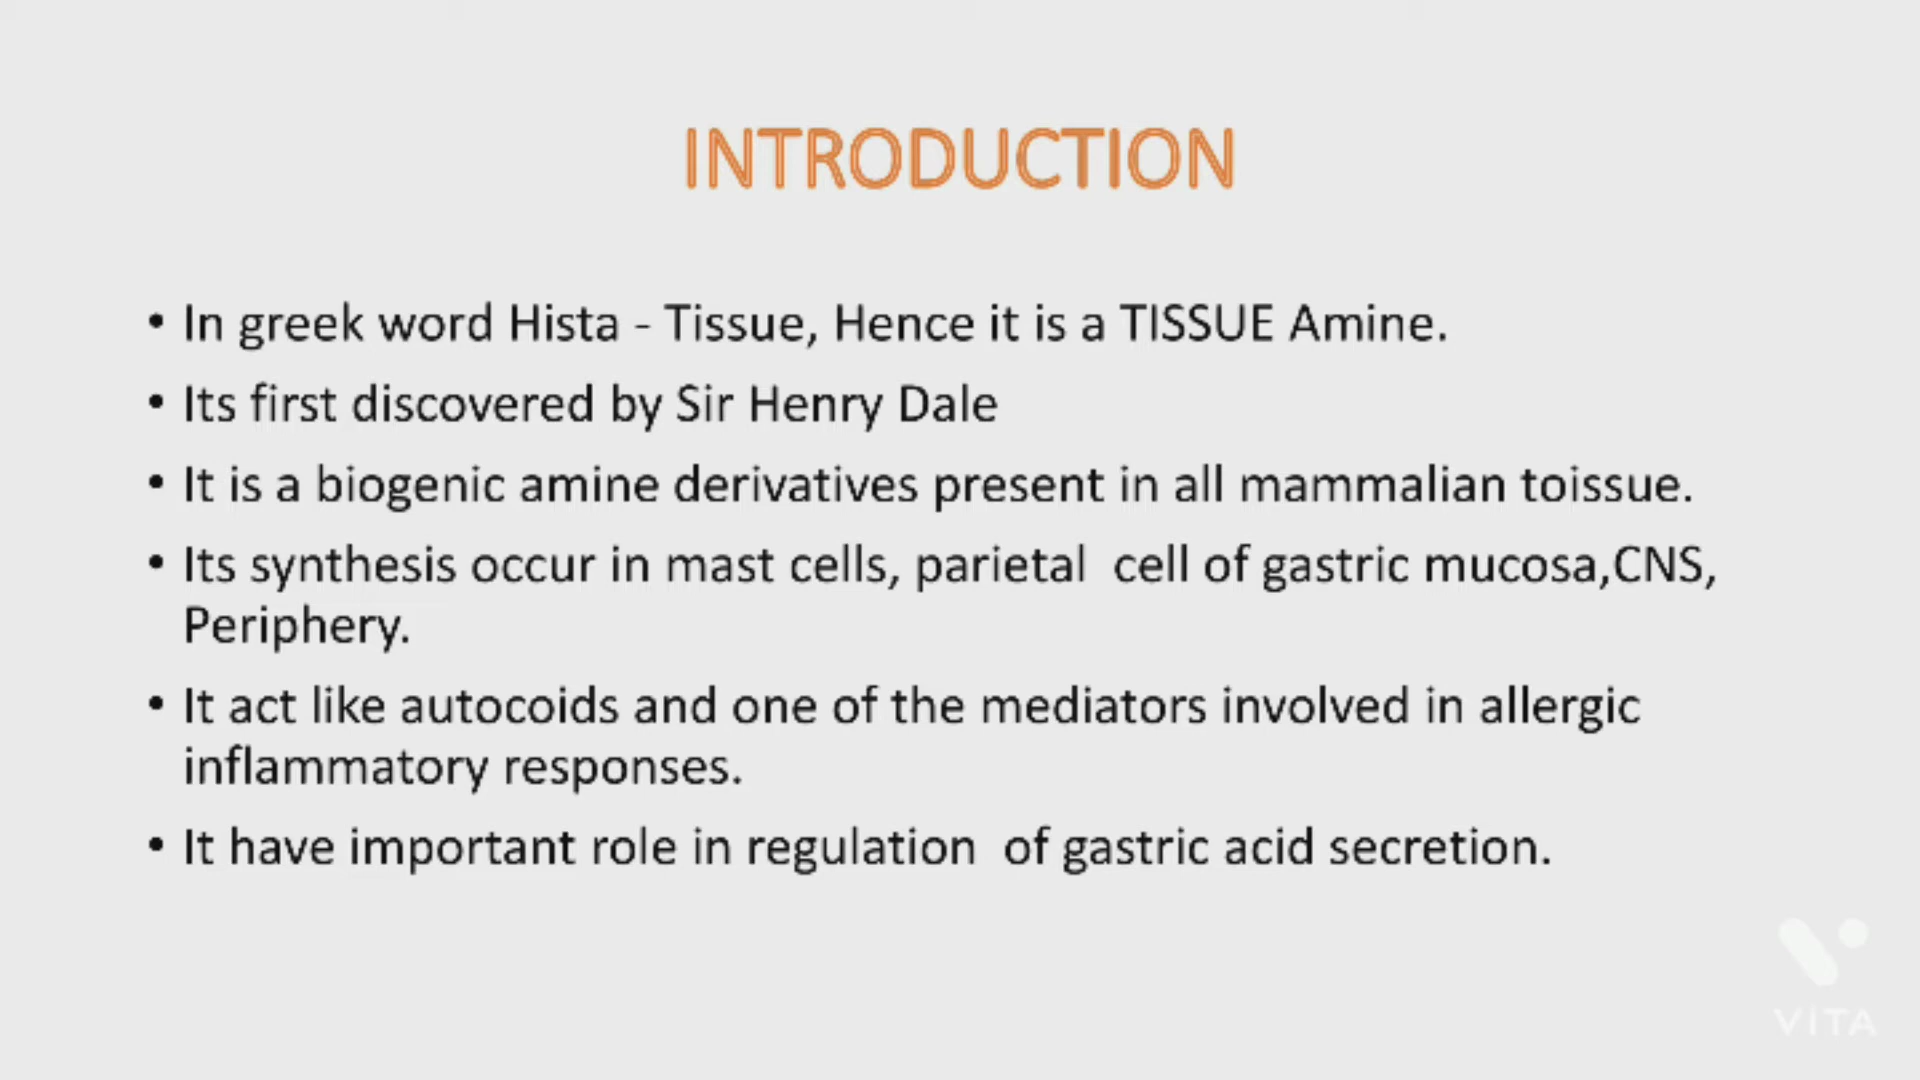 INTRODUCTION
• In greek word Hista - Tissue, Hence it is a TISSUE Amine.
• Its first discovered by Sir Henry Dale
• It is a biogenic amine derivatives present in all mammalian toissue.
• Its synthesis occur in mast cells, parietal  cell of gastric mucosa,CNS,
Periphery.
• It act like autocoids and one of the mediators involved in allergic
inflammatory responses.
• It have important role in regulation  of gastric acid secretion.
VITA